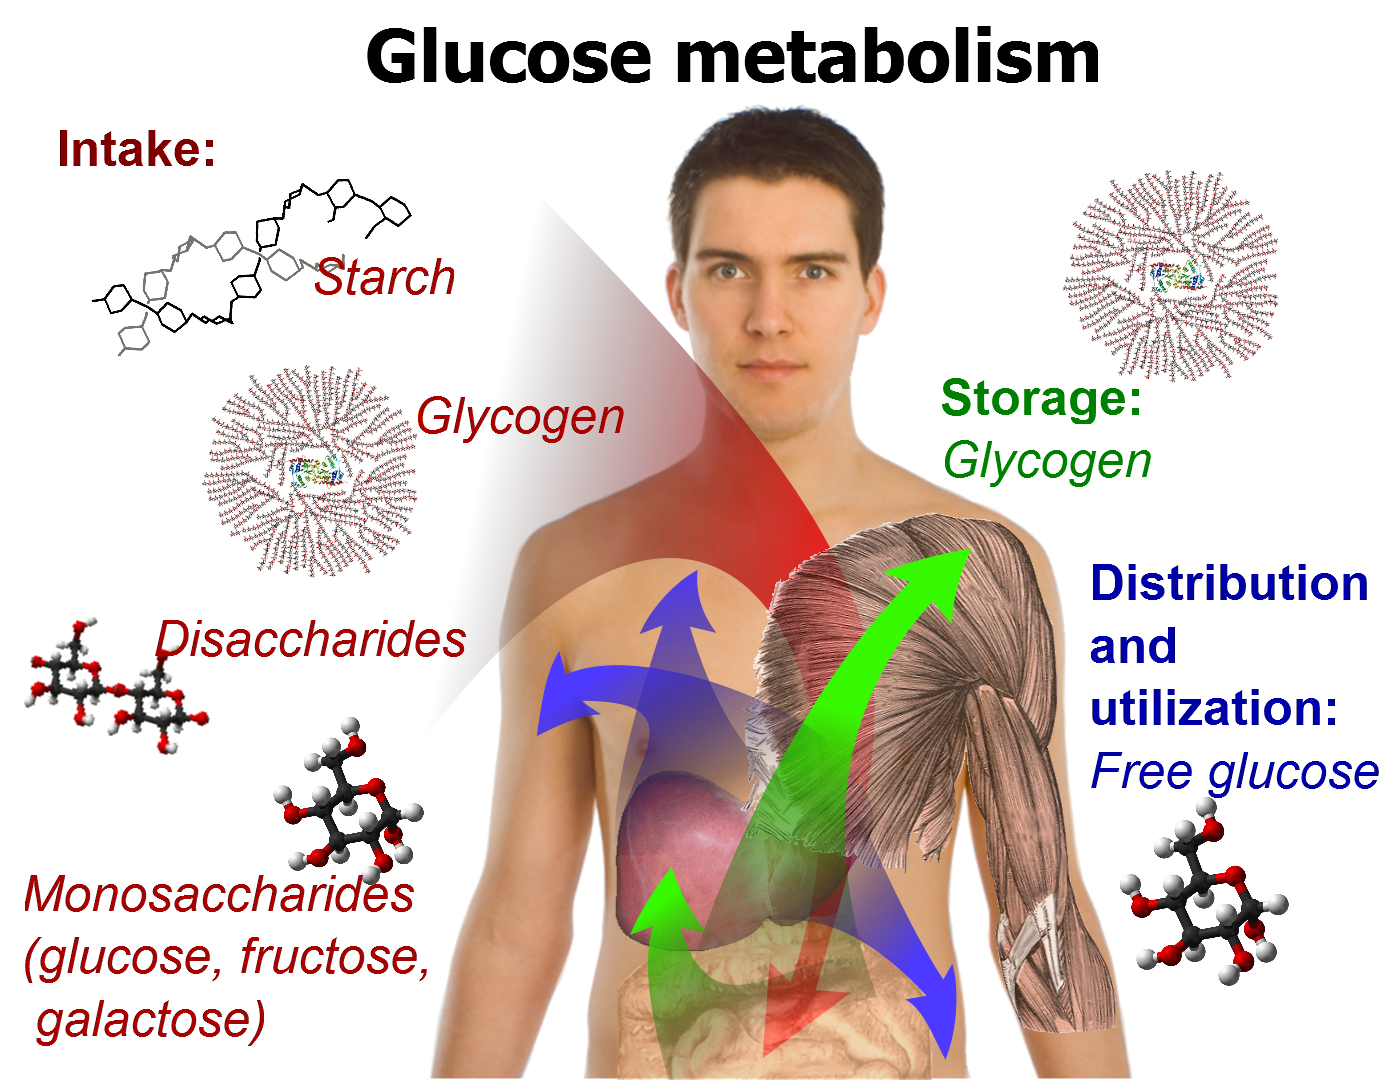 Glucose metabolism
Intake:
Starch
Glycogen
Disaccharides
Monosaccharides
(glucose, fructose,
galactose)
Storage:
Glycogen
Distribution
and
utilization:
Free glucose